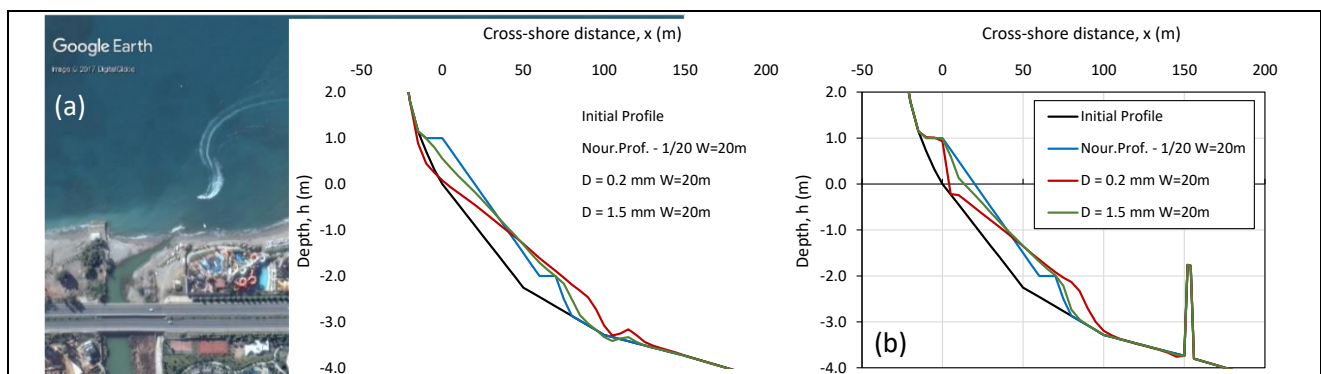 Google Earth
Image © 2017 DigitalGlobe
(a)
Cross-shore distance, x (m)
-50 0 50 100 150 200
Depth, h (m)
2.0
1.0
0.0
-1.0
-2.0
-3.0
-4.0
Initial Profile
Nour.Prof. - 1/20 W=20m
D = 0.2 mm W=20m
D = 1.5 mm W=20m
Cross-shore distance, x (m)
-50 0 50 100 150 200
Depth, h (m)
2.0
1.0
0.0
-1.0
-2.0
-3.0
-4.0
Initial Profile
Nour.Prof. - 1/20 W=20m
D = 0.2 mm W=20m
D = 1.5 mm W=20m
(b)